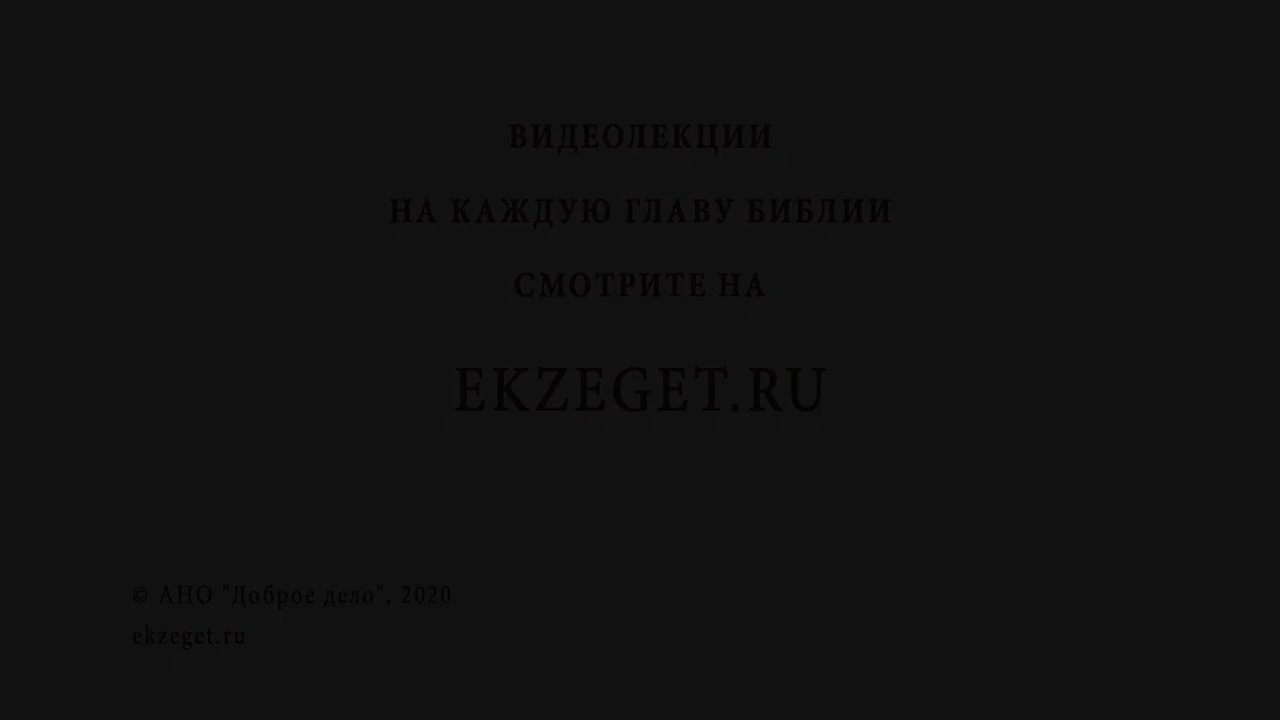 ВИДЕОЛЕКЦИИ
НА КАЖДУЮ ГЛАВУ БИБЛИИ
СМОТРИТЕ НА
EKZEGET.RU
© АНО "Доброе дело", 2020
ekzeget.ru